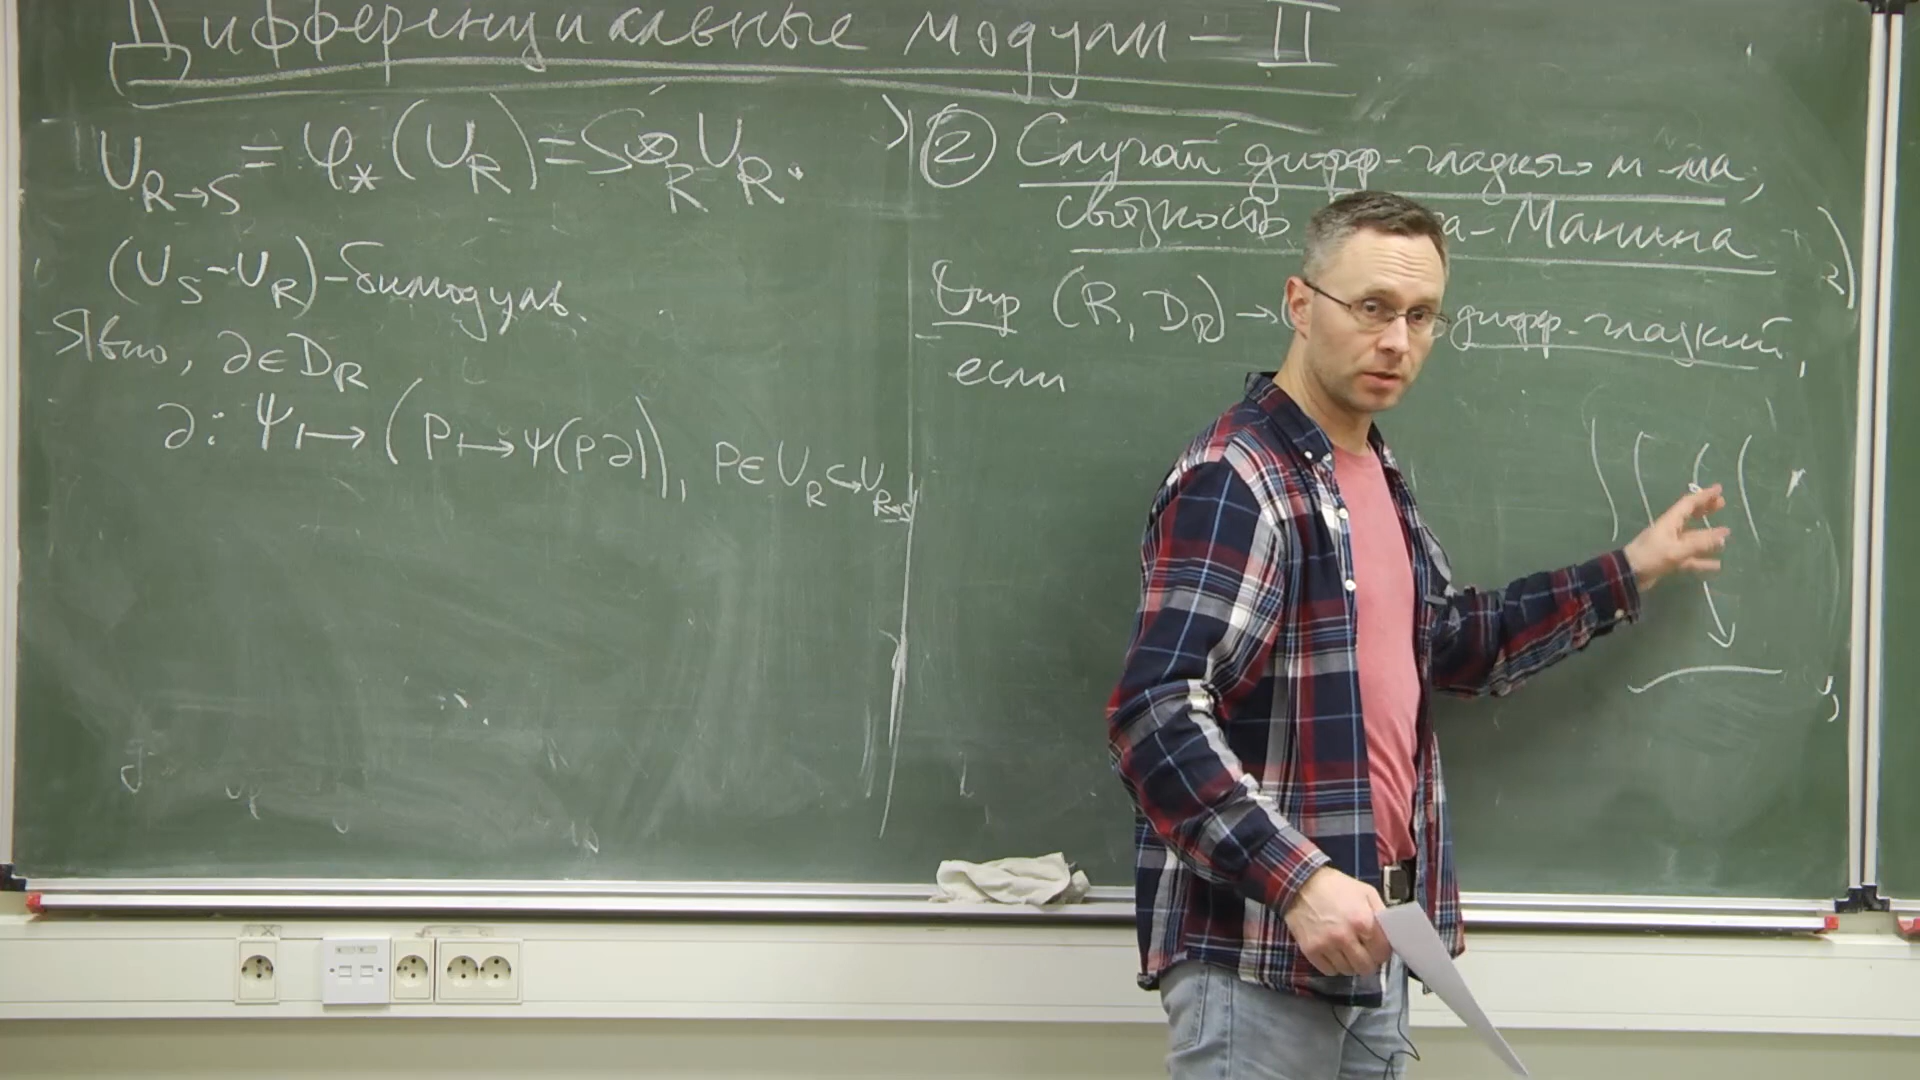 Дифференциальные модули – II
U_{R→S} = φ_*(U_R) = S⊗_R U_R.
(U_S–U_R)-бимодуль.
Явно, ∂∈D_R
∂: ψ ↦ (P ↦ ψ(P∂)), P∈U_R ↪ U_{R→S}
② Случай дифф-гладкого м-ма,
связность а-Манина
Опр (R, D_R) → ( дифф-гладкий,
если